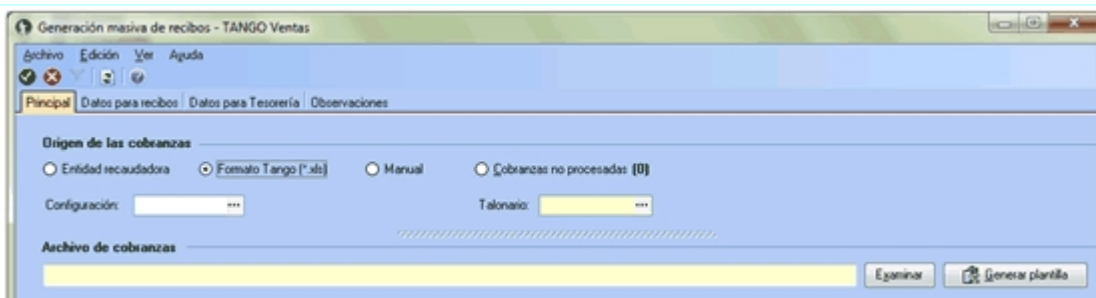 Generación masiva de recibos - TANGO Ventas
Archivo Edición Ver Ayuda
Principal Datos para recibos Datos para Tesorería Observaciones
Origen de las cobranzas
Entidad recaudadora Formato Tango (*.xls) Manual Cobranzas no procesadas (0)
Configuración: ... Talonario: ...
Archivo de cobranzas
Examinar Generar plantilla